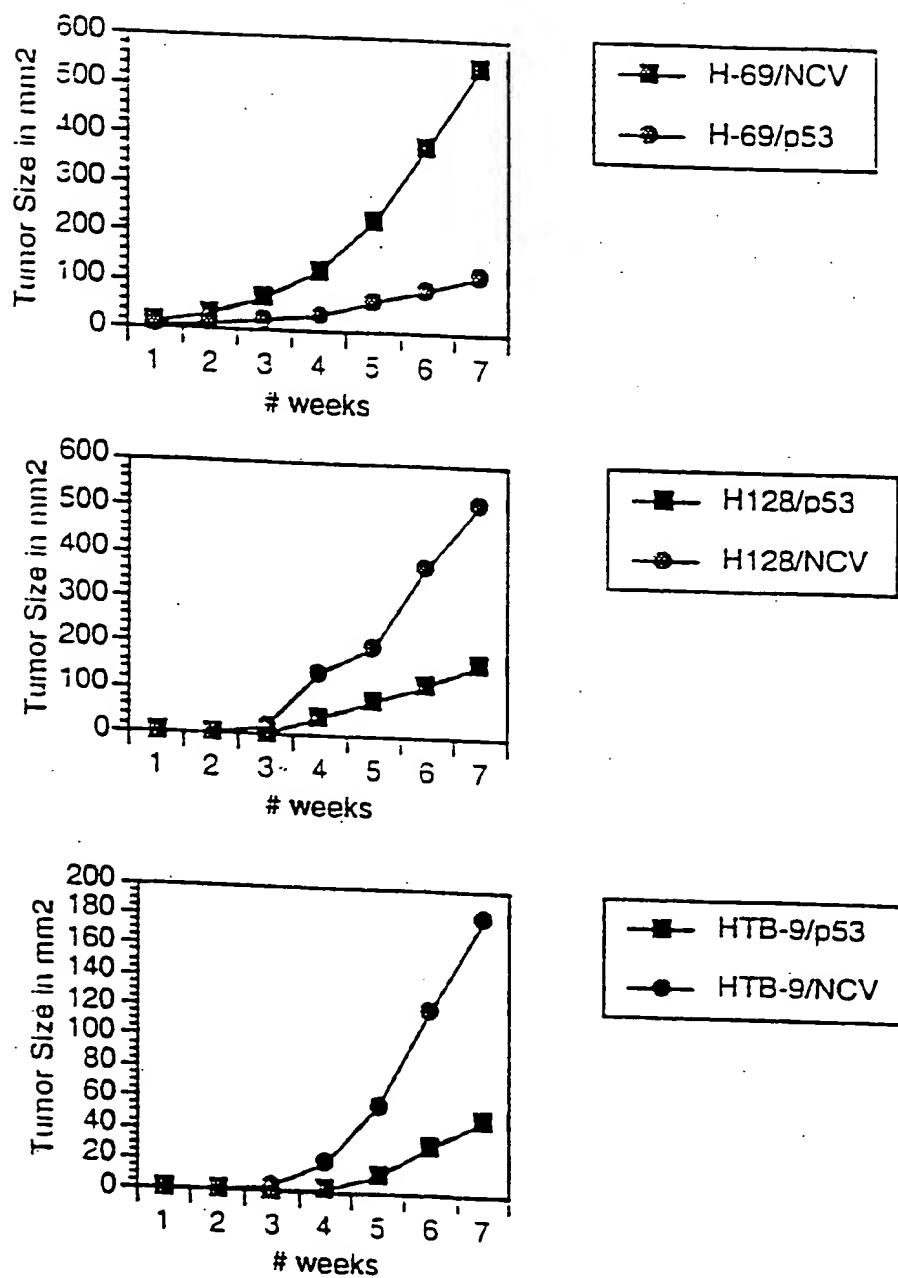 600
500
400
300
200
100
0
Tumor Size in mm2
1 2 3 4 5 6 7
# weeks
H-69/NCV
H-69/p53
600
500
400
300
200
100
0
Tumor Size in mm2
1 2 3 4 5 6 7
# weeks
H128/p53
H128/NCV
200
180
160
140
120
100
80
60
40
20
0
Tumor Size in mm2
1 2 3 4 5 6 7
# weeks
HTB-9/p53
HTB-9/NCV